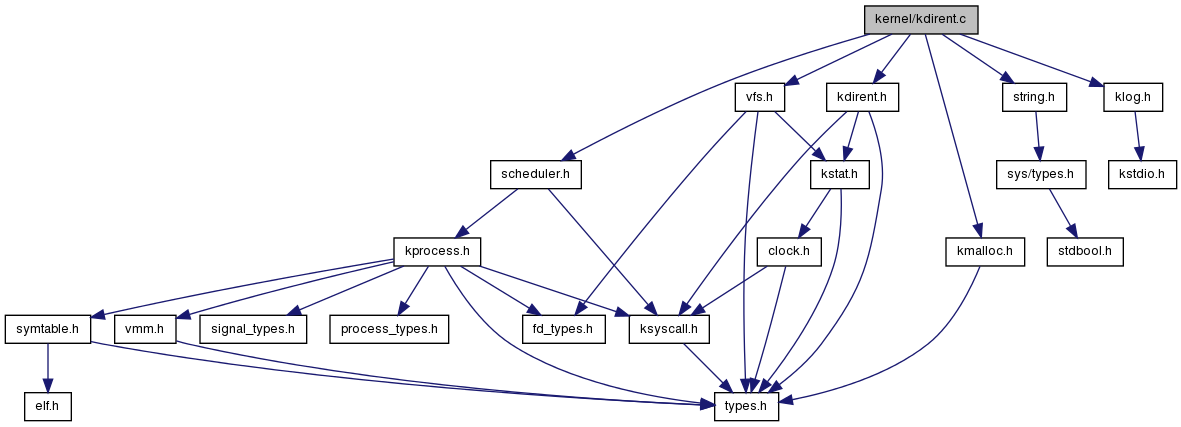 kernel/kdirent.c
vfs.h
kdirent.h
string.h
klog.h
scheduler.h
kstat.h
sys/types.h
kstdio.h
kprocess.h
clock.h
kmalloc.h
stdbool.h
symtable.h
vmm.h
signal_types.h
process_types.h
fd_types.h
ksyscall.h
elf.h
types.h